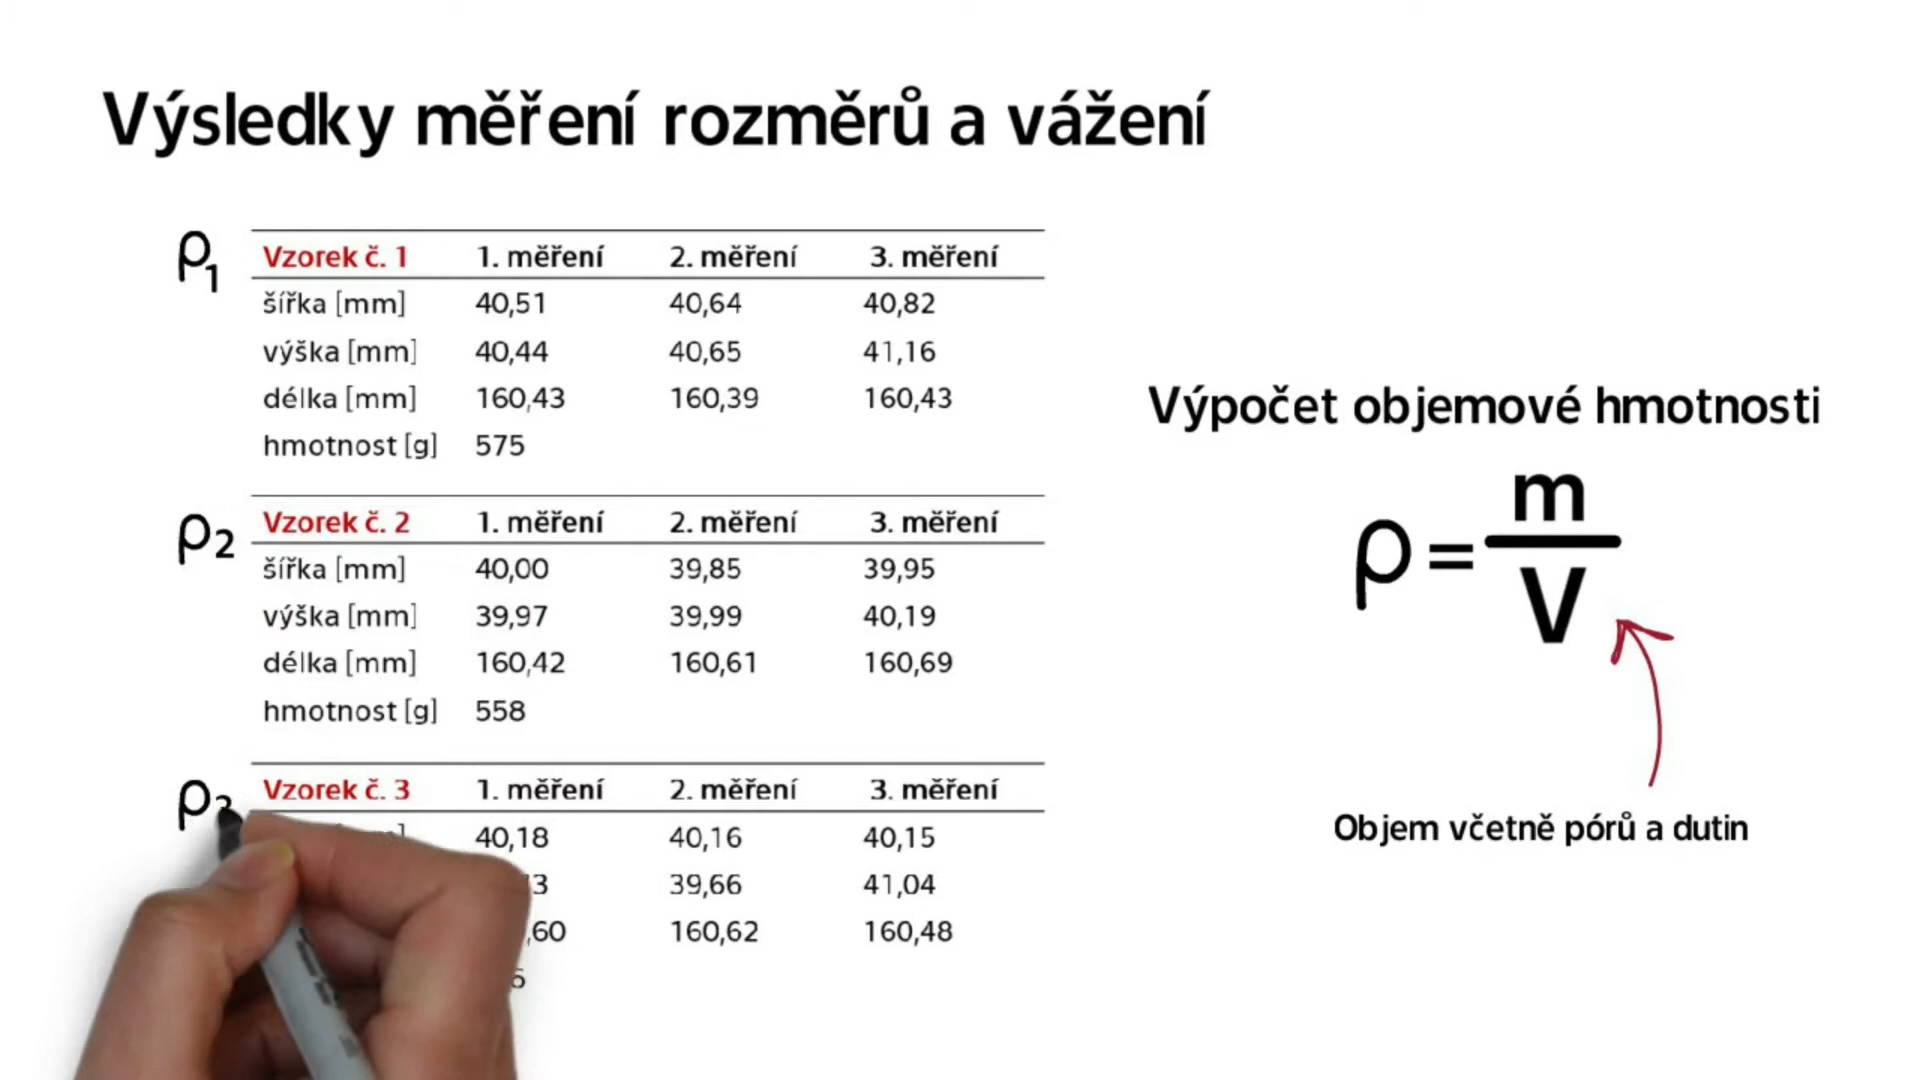 Výsledky měření rozměrů a vážení
ρ1
Vzorek č. 1 1. měření 2. měření 3. měření
šířka [mm] 40,51 40,64 40,82
výška [mm] 40,44 40,65 41,16
délka [mm] 160,43 160,39 160,43
hmotnost [g] 575
ρ2
Vzorek č. 2 1. měření 2. měření 3. měření
šířka [mm] 40,00 39,85 39,95
výška [mm] 39,97 39,99 40,19
délka [mm] 160,42 160,61 160,69
hmotnost [g] 558
ρ3
Vzorek č. 3 1. měření 2. měření 3. měření
40,18 40,16 40,15
39,66 41,04
160,62 160,48
Výpočet objemové hmotnosti
ρ = m
V
Objem včetně pórů a dutin